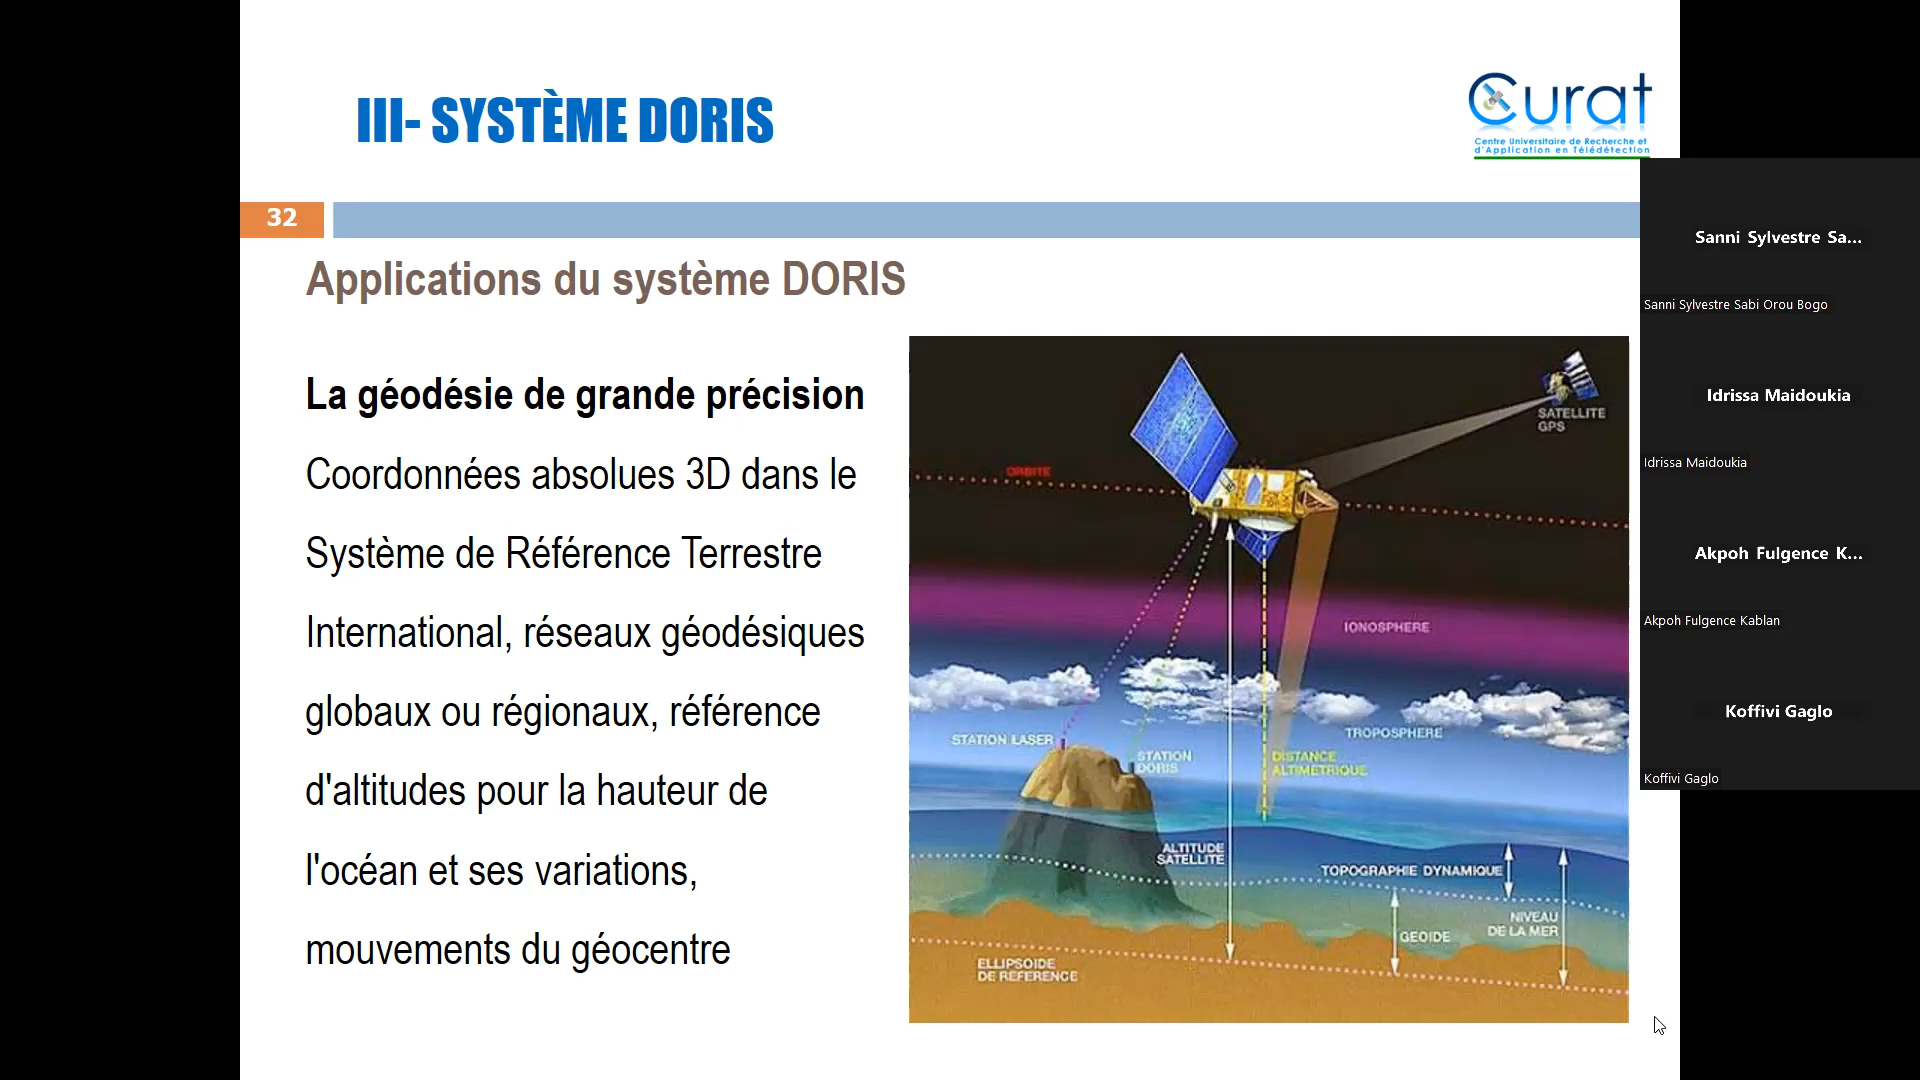 III- SYSTÈME DORIS
Curat
Centre Universitaire de Recherche et
d'Application en Télédétection
32
Applications du système DORIS
La géodésie de grande précision
Coordonnées absolues 3D dans le
Système de Référence Terrestre
International, réseaux géodésiques
globaux ou régionaux, référence
d'altitudes pour la hauteur de
l'océan et ses variations,
mouvements du géocentre
SATELLITE
GPS
ORBITE
IONOSPHERE
TROPOSPHERE
STATION LASER
STATION
DORIS
DISTANCE
ALTIMETRIQUE
ALTITUDE
SATELLITE
TOPOGRAPHIE DYNAMIQUE
NIVEAU
DE LA MER
GEOIDE
ELLIPSOIDE
DE REFERENCE
Sanni Sylvestre Sa...
Sanni Sylvestre Sabi Orou Bogo
Idrissa Maidoukia
Idrissa Maidoukia
Akpoh Fulgence K...
Akpoh Fulgence Kablan
Koffivi Gaglo
Koffivi Gaglo